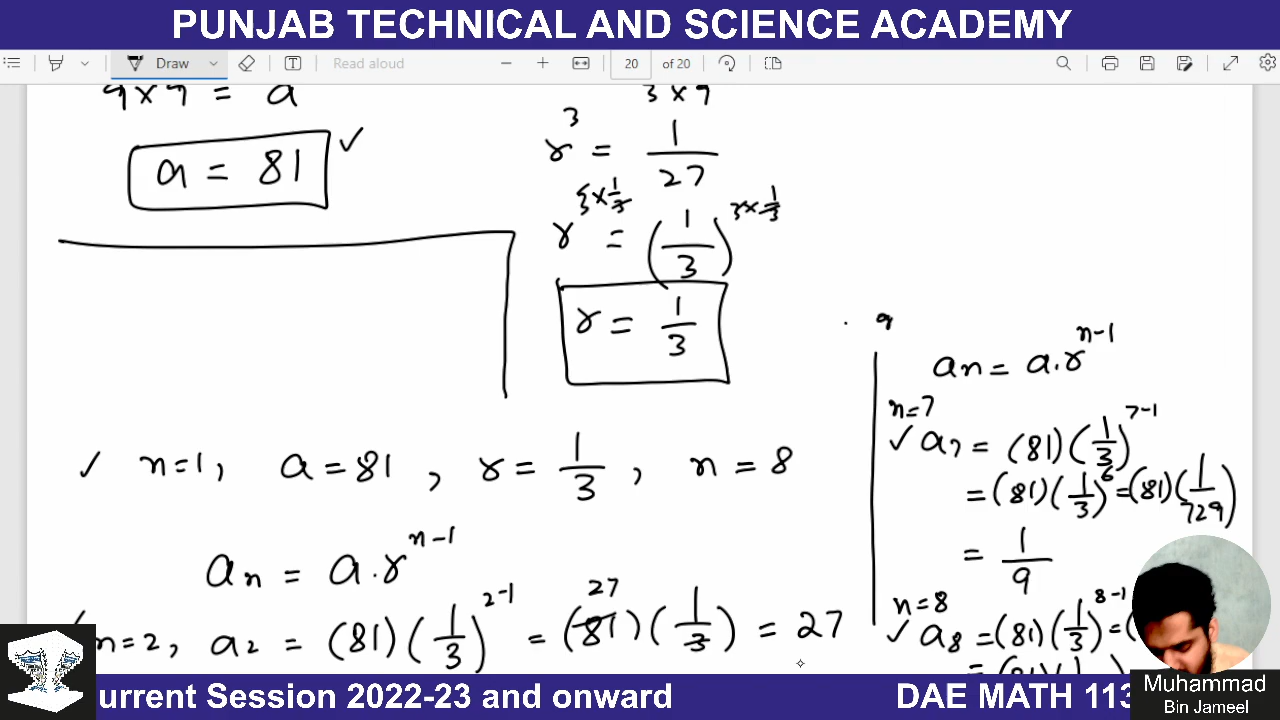 PUNJAB TECHNICAL AND SCIENCE ACADEMY
Draw
Read aloud
20 of 20
9 x 9 = a
3 x 9
a = 81 ✓
r^3 = 1/27
r^(3 x 1/3) = (1/3)^(3 x 1/3)
r = 1/3
✓ n=1, a = 81, r = 1/3, n = 8
an = a.r^(n-1)
n=2, a2 = (81)(1/3)^(2-1) = (81)(1/3) = 27
27
an = a.r^(n-1)
n=7
✓ a7 = (81)(1/3)^(7-1)
= (81)(1/3)^6 = (81)(1/729)
= 1/9
n=8
✓ a8 = (81)(1/3)^(8-1) = (
urrent Session 2022-23 and onward
DAE MATH 113
Muhammad
Bin Jameel